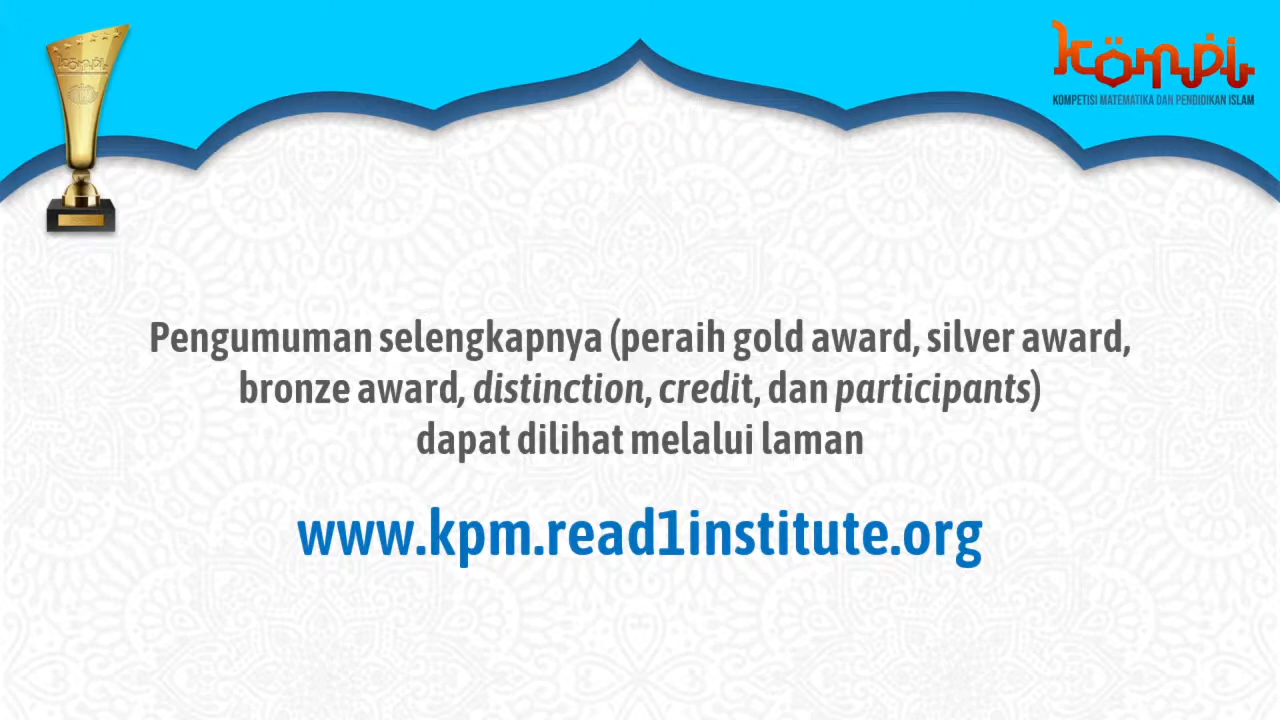 kömpi
KOMPETISI MATEMATIKA DAN PENDIDIKAN ISLAM
Pengumuman selengkapnya (peraih gold award, silver award,
bronze award, distinction, credit, dan participants)
dapat dilihat melalui laman
www.kpm.read1institute.org